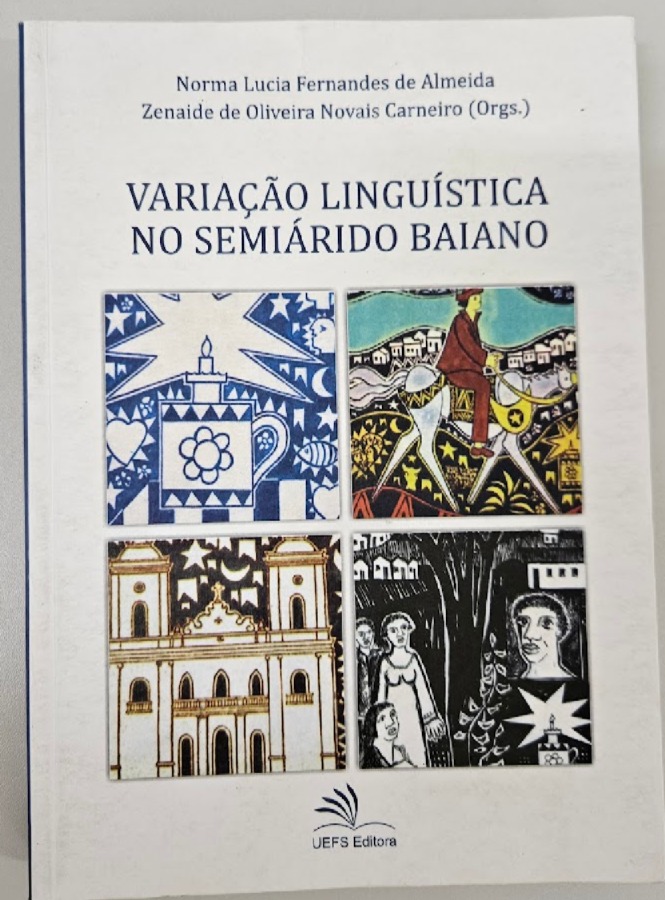 Norma Lucia Fernandes de Almeida
Zenaide de Oliveira Novais Carneiro (Orgs.)
VARIAÇÃO LINGUÍSTICA
NO SEMIÁRIDO BAIANO
UEFS Editora